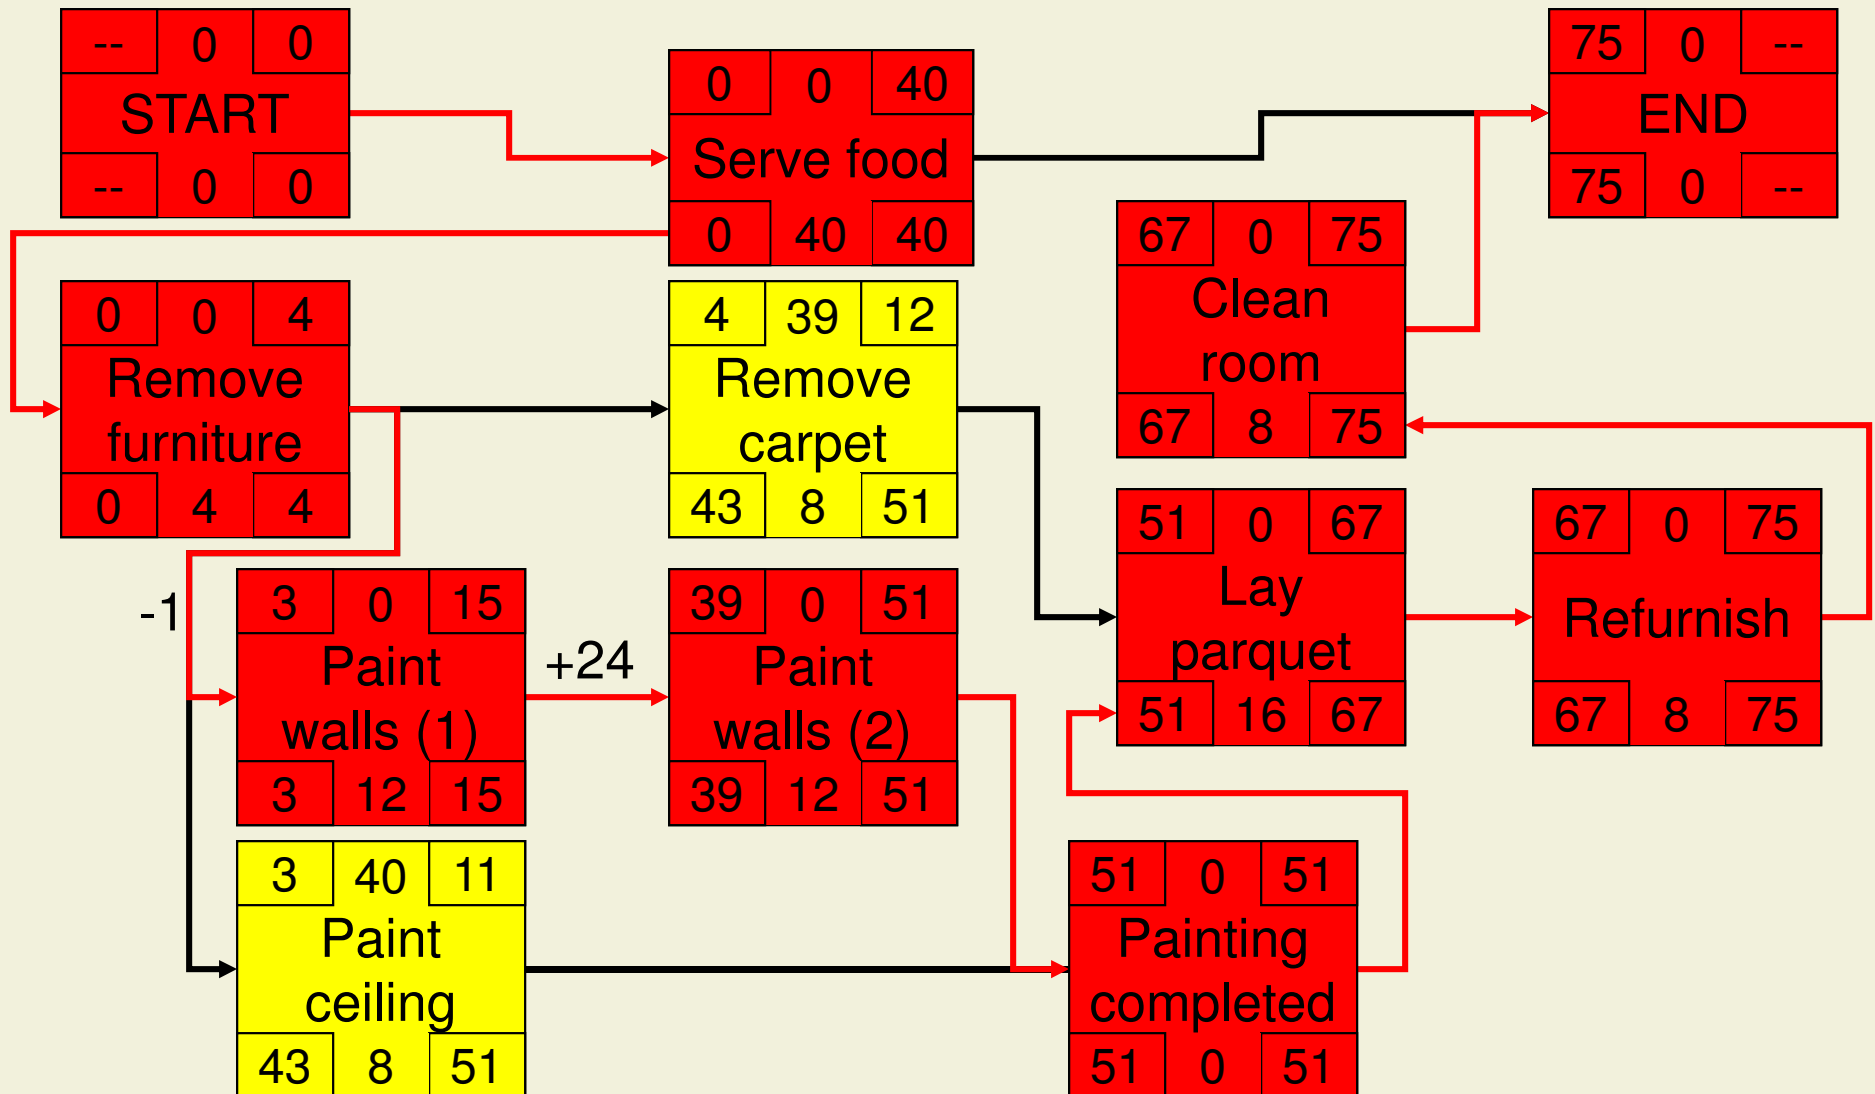 -- 0 0
START
-- 0 0
0 0 40
Serve food
0 40 40
75 0 --
END
75 0 --
67 0 75
Clean
room
67 8 75
0 0 4
Remove
furniture
0 4 4
4 39 12
Remove
carpet
43 8 51
51 0 67
Lay
parquet
51 16 67
67 0 75
Refurnish
67 8 75
-1
3 0 15
Paint
walls (1)
3 12 15
+24
39 0 51
Paint
walls (2)
39 12 51
3 40 11
Paint
ceiling
43 8 51
51 0 51
Painting
completed
51 0 51